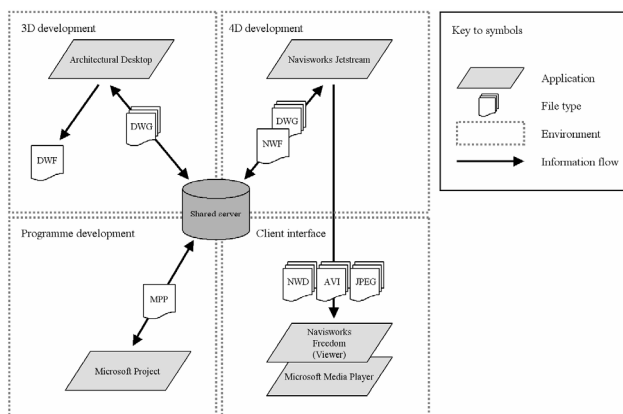 3D development
Architectural Desktop
DWG
DWF
4D development
Navisworks Jetstream
DWG
NWF
Shared server
Programme development
MPP
Microsoft Project
Client interface
NWD
AVI
JPEG
Navisworks
Freedom
(Viewer)
Microsoft Media Player
Key to symbols
Application
File type
Environment
Information flow